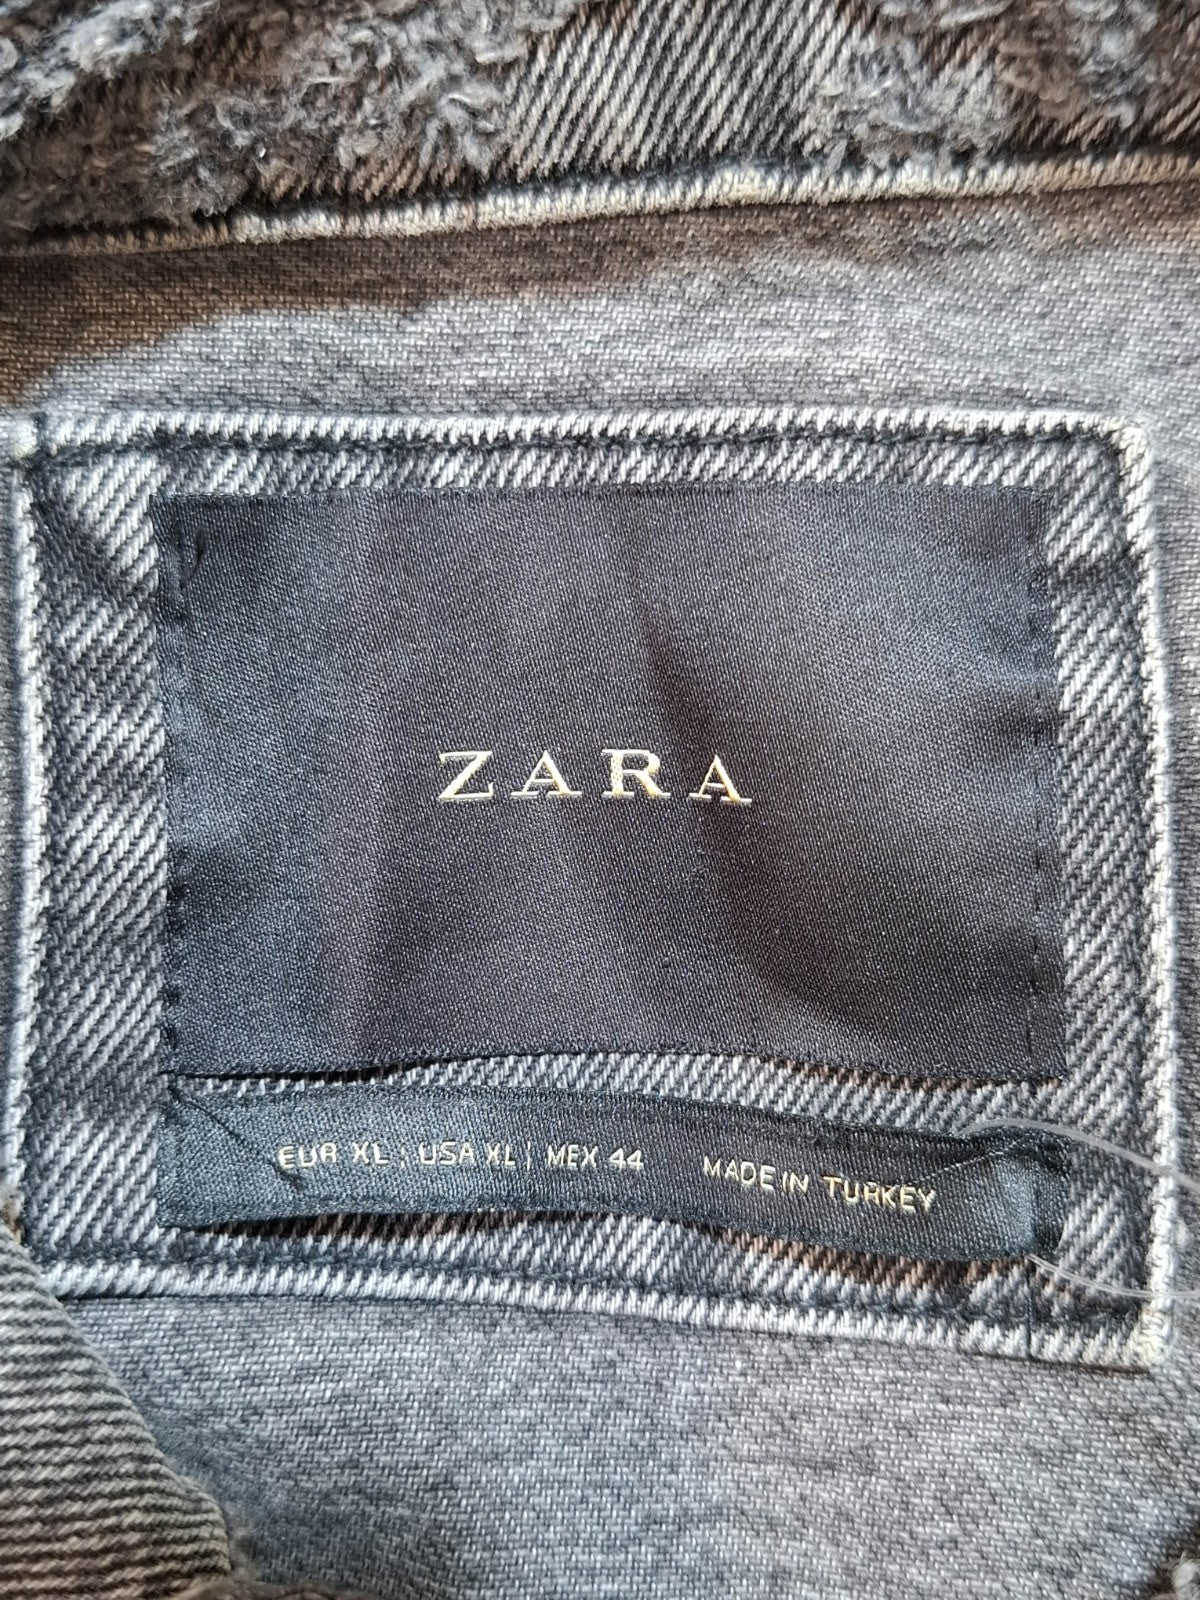 ZARA
EUR XL | USA XL | MEX 44 MADE IN TURKEY